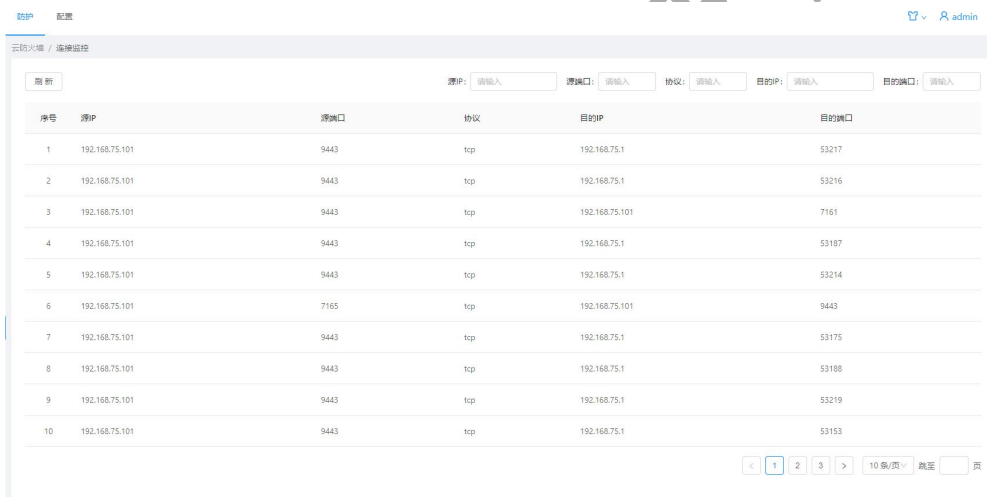 防护 配置 admin
云防火墙 / 连接监控
刷 新 源IP: 请输入 源端口: 请输入 协议: 请输入 目的IP: 请输入 目的端口: 请输入
序号 源IP 源端口 协议 目的IP 目的端口
1 192.168.75.101 9443 tcp 192.168.75.1 53217
2 192.168.75.101 9443 tcp 192.168.75.1 53216
3 192.168.75.101 9443 tcp 192.168.75.101 7161
4 192.168.75.101 9443 tcp 192.168.75.1 53187
5 192.168.75.101 9443 tcp 192.168.75.1 53214
6 192.168.75.101 7165 tcp 192.168.75.101 9443
7 192.168.75.101 9443 tcp 192.168.75.1 53175
8 192.168.75.101 9443 tcp 192.168.75.1 53188
9 192.168.75.101 9443 tcp 192.168.75.1 53219
10 192.168.75.101 9443 tcp 192.168.75.1 53153
< 1 2 3 > 10 条/页 跳至 页